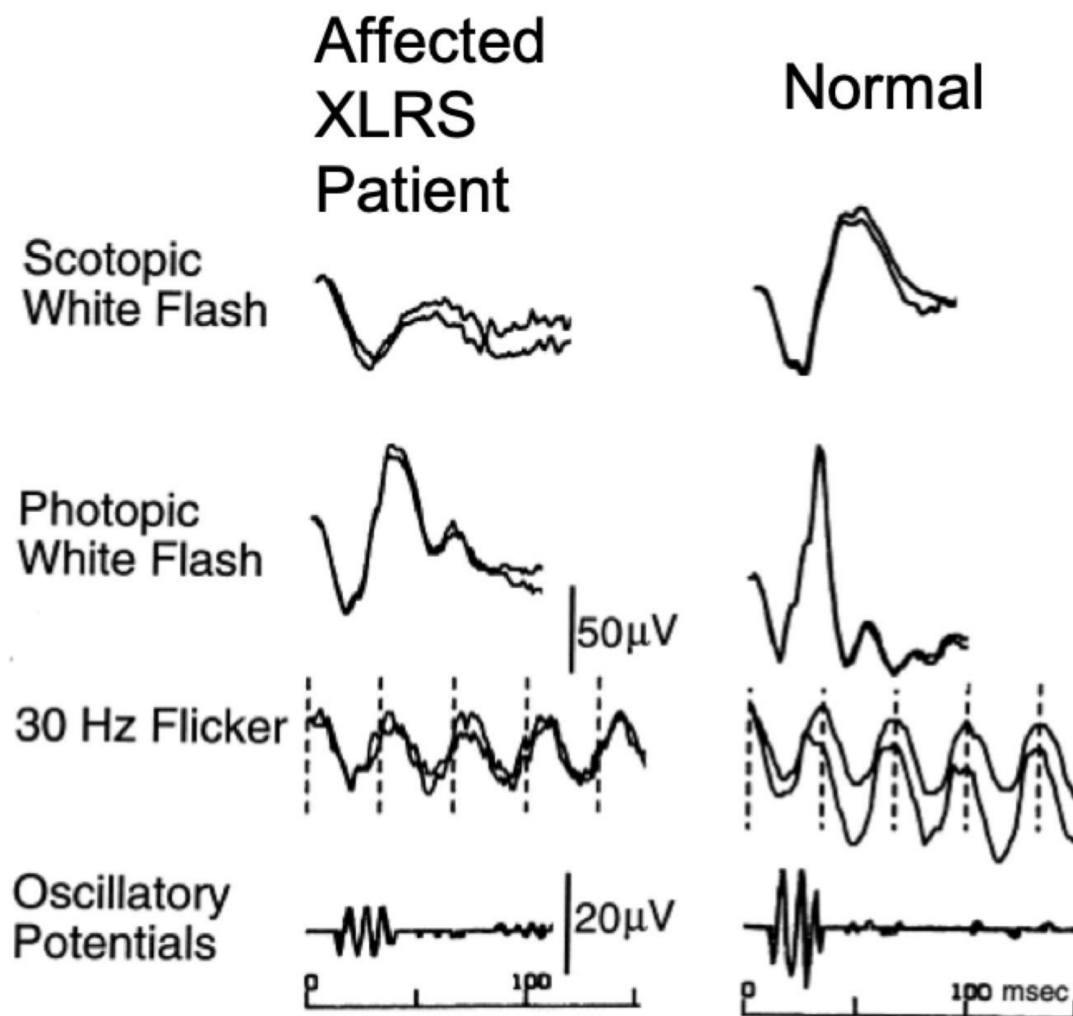 Affected
XLRS
Patient
Normal
Scotopic
White Flash
Photopic
White Flash
50μV
30 Hz Flicker
Oscillatory
Potentials
20μV
0 100
0 100 msec